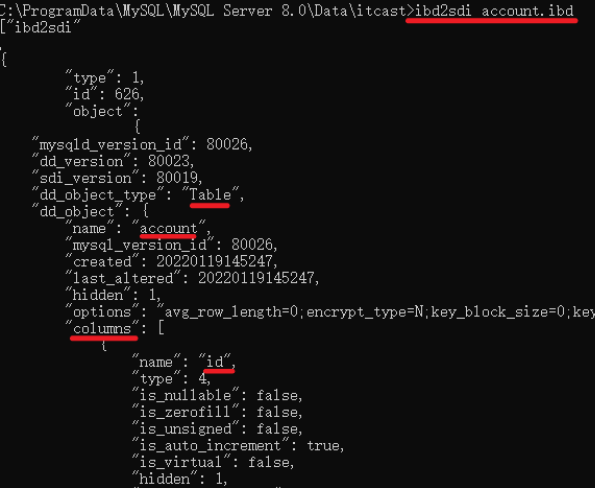 C:\ProgramData\MySQL\MySQL Server 8.0\Data\itcast>ibd2sdi account.ibd
["ibd2sdi"
,
{
"type": 1,
"id": 626,
"object":
{
"mysqld_version_id": 80026,
"dd_version": 80023,
"sdi_version": 80019,
"dd_object_type": "Table",
"dd_object": {
"name": "account",
"mysql_version_id": 80026,
"created": 20220119145247,
"last_altered": 20220119145247,
"hidden": 1,
"options": "avg_row_length=0;encrypt_type=N;key_block_size=0;key
"columns": [
{
"name": "id",
"type": 4,
"is_nullable": false,
"is_zerofill": false,
"is_unsigned": false,
"is_auto_increment": true,
"is_virtual": false,
"hidden": 1,